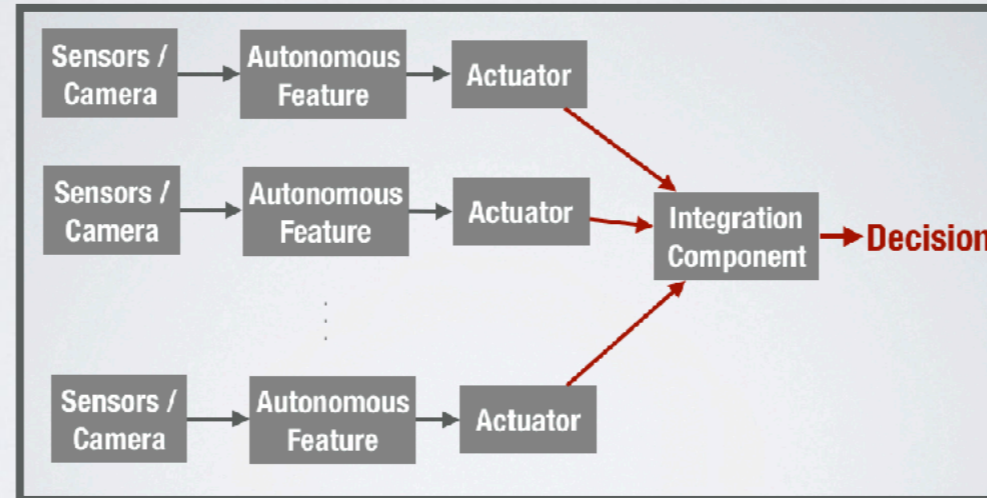 Sensors /
Camera
Autonomous
Feature
Actuator
Sensors /
Camera
Autonomous
Feature
Actuator
Integration
Component
Decision
Sensors /
Camera
Autonomous
Feature
Actuator